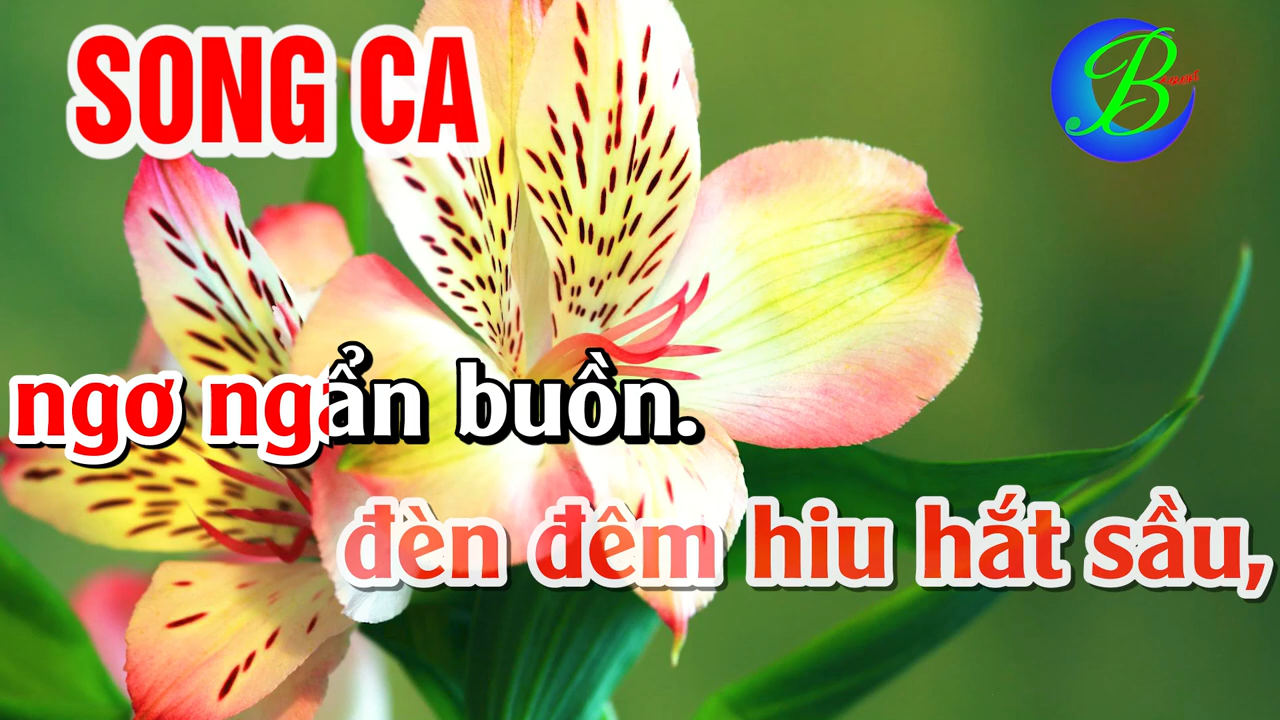 SONG CA
B
ngơ ngẩn buồn.
đèn đêm hiu hắt sầu,